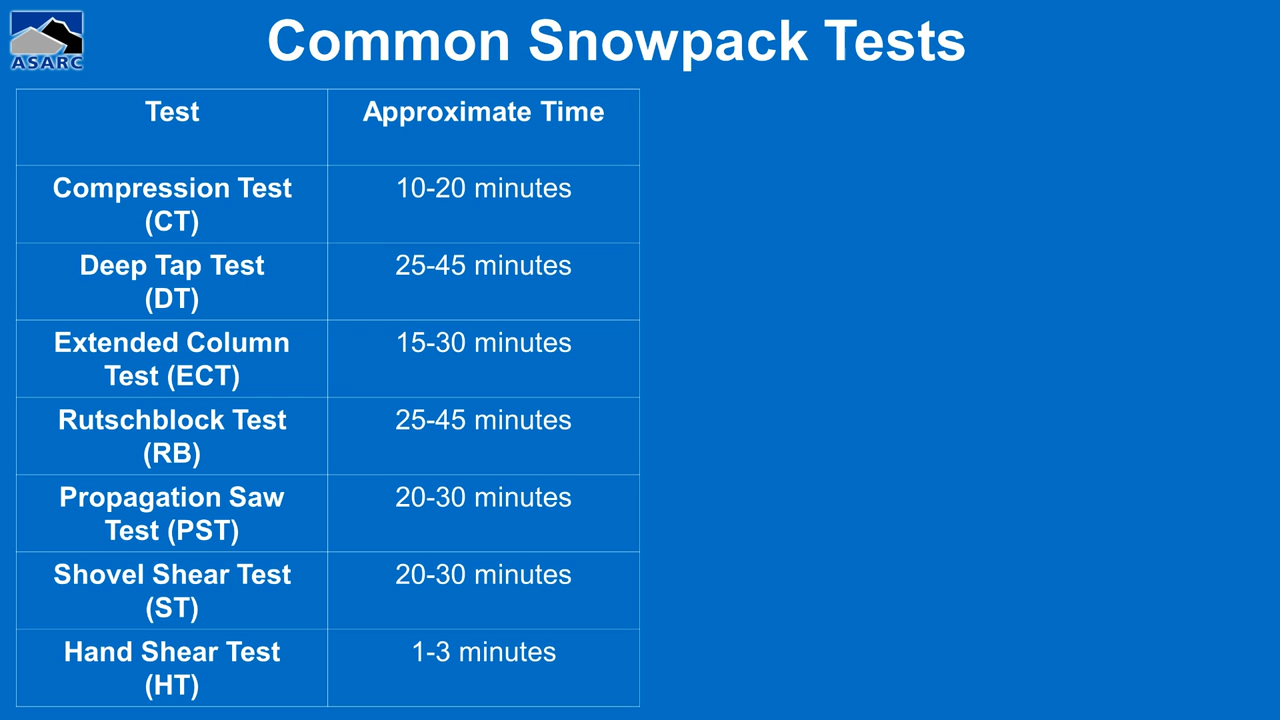 ASARC
Common Snowpack Tests
Test
Approximate Time
Compression Test
(CT)
10-20 minutes
Deep Tap Test
(DT)
25-45 minutes
Extended Column
Test (ECT)
15-30 minutes
Rutschblock Test
(RB)
25-45 minutes
Propagation Saw
Test (PST)
20-30 minutes
Shovel Shear Test
(ST)
20-30 minutes
Hand Shear Test
(HT)
1-3 minutes